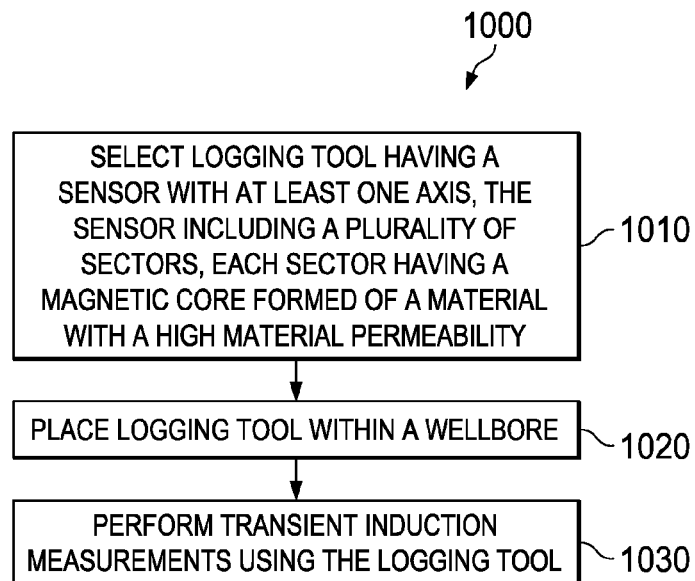 1000
SELECT LOGGING TOOL HAVING A
SENSOR WITH AT LEAST ONE AXIS, THE
SENSOR INCLUDING A PLURALITY OF
SECTORS, EACH SECTOR HAVING A
MAGNETIC CORE FORMED OF A MATERIAL
WITH A HIGH MATERIAL PERMEABILITY
1010
PLACE LOGGING TOOL WITHIN A WELLBORE
1020
PERFORM TRANSIENT INDUCTION
MEASUREMENTS USING THE LOGGING TOOL
1030